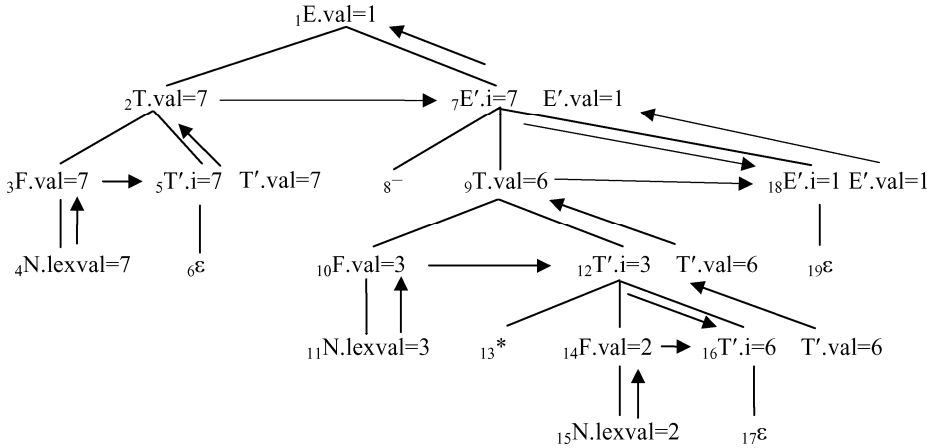 ₁E.val=1
₂T.val=7 ₇E′.i=7 E′.val=1
₃F.val=7 ₅T′.i=7 T′.val=7 ₈− ₉T.val=6 ₁₈E′.i=1 E′.val=1
₄N.lexval=7 ₆ε ₁₀F.val=3 ₁₂T′.i=3 T′.val=6 ₁₉ε
₁₁N.lexval=3 ₁₃* ₁₄F.val=2 ₁₆T′.i=6 T′.val=6
₁₅N.lexval=2 ₁₇ε